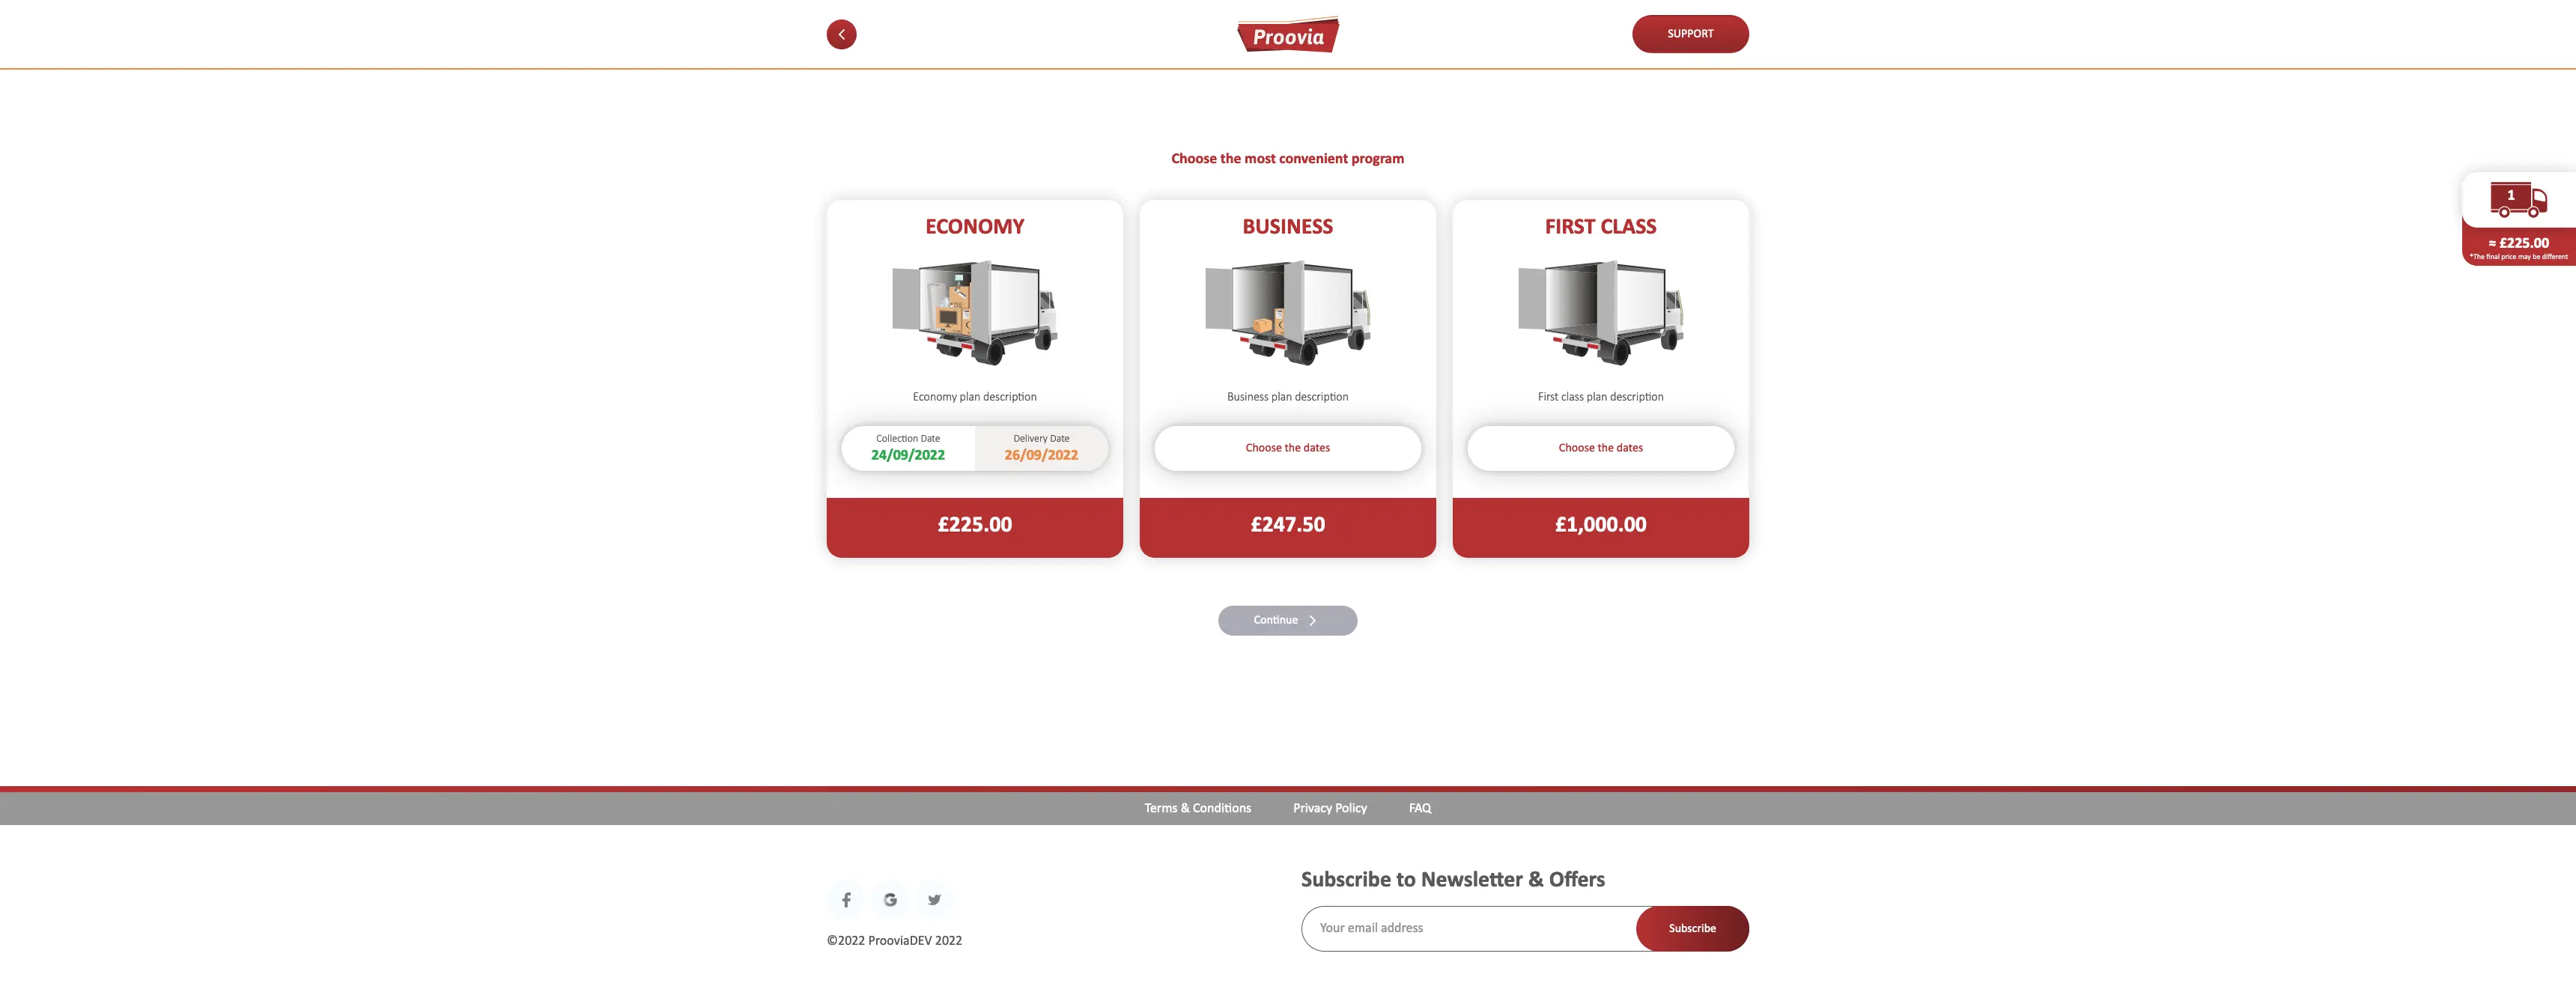 Proovia
SUPPORT
Choose the most convenient program
1
≈ £225.00
*The final price may be different
ECONOMY
Economy plan description
Collection Date
24/09/2022
Delivery Date
26/09/2022
£225.00
BUSINESS
Business plan description
Choose the dates
£247.50
FIRST CLASS
First class plan description
Choose the dates
£1,000.00
Continue
Terms & Conditions
Privacy Policy
FAQ
©2022 ProoviaDEV 2022
Subscribe to Newsletter & Offers
Your email address
Subscribe